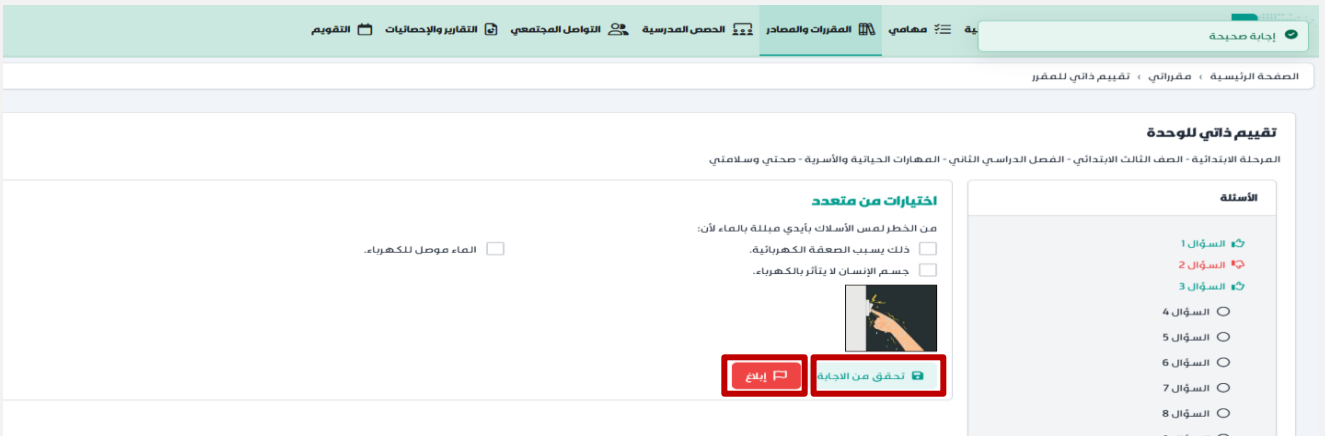 إجابة صحيحة
ية مهامي المقررات والمصادر الحصص المدرسية التواصل المجتمعي التقارير والإحصائيات التقويم
الصفحة الرئيسية › مقرراتي › تقييم ذاتي للمقرر
تقييم ذاتي للوحدة
المرحلة الابتدائية - الصف الثالث الابتدائي - الفصل الدراسي الثاني - المهارات الحياتية والأسرية - صحتي وسلامتي
الأسئلة
السؤال 1
السؤال 2
السؤال 3
السؤال 4
السؤال 5
السؤال 6
السؤال 7
السؤال 8
اختيارات من متعدد
من الخطر لمس الأسلاك بأيدي مبللة بالماء لأن:
ذلك يسبب الصعقة الكهربائية. الماء موصل للكهرباء.
جسم الإنسان لا يتأثر بالكهرباء.
تحقق من الاجابة إبلاغ